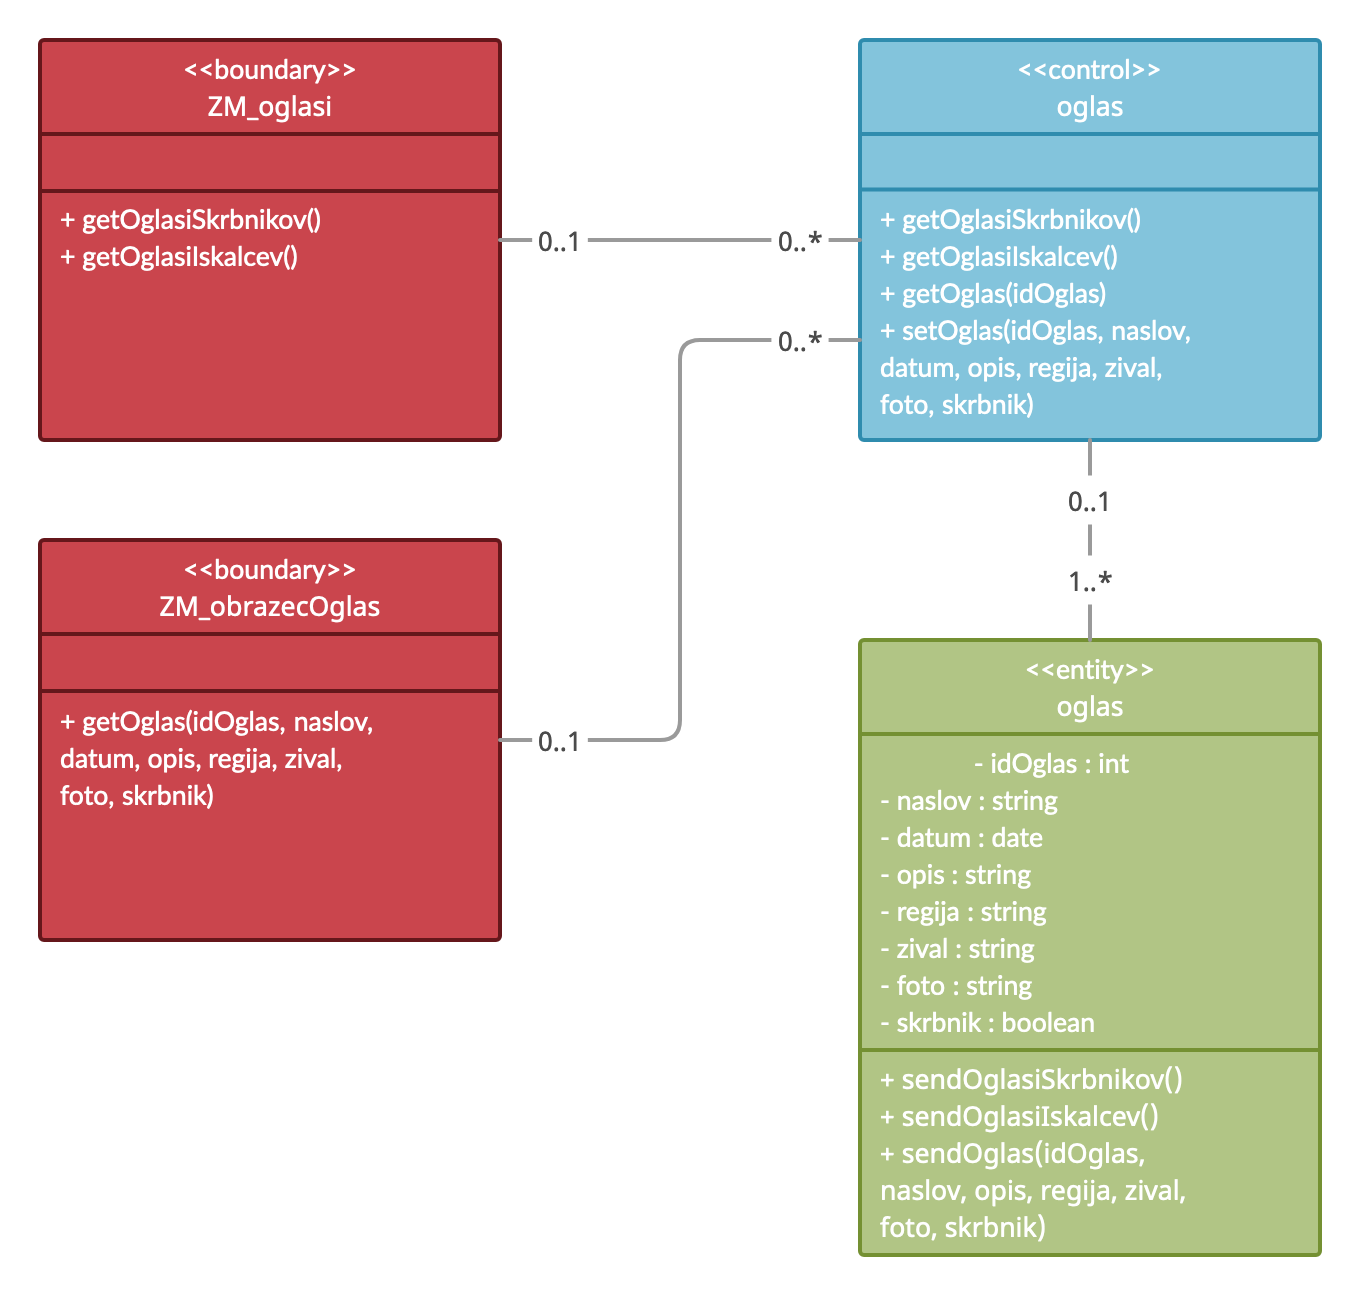 <<boundary>>
ZM_oglasi
+ getOglasiSkrbnikov()
+ getOglasiIskalcev()
0..1
0..*
<<control>>
oglas
+ getOglasiSkrbnikov()
+ getOglasiIskalcev()
+ getOglas(idOglas)
+ setOglas(idOglas, naslov,
datum, opis, regija, zival,
foto, skrbnik)
0..*
0..1
1..*
<<boundary>>
ZM_obrazecOglas
+ getOglas(idOglas, naslov,
datum, opis, regija, zival,
foto, skrbnik)
0..1
<<entity>>
oglas
- idOglas : int
- naslov : string
- datum : date
- opis : string
- regija : string
- zival : string
- foto : string
- skrbnik : boolean
+ sendOglasiSkrbnikov()
+ sendOglasiIskalcev()
+ sendOglas(idOglas,
naslov, opis, regija, zival,
foto, skrbnik)